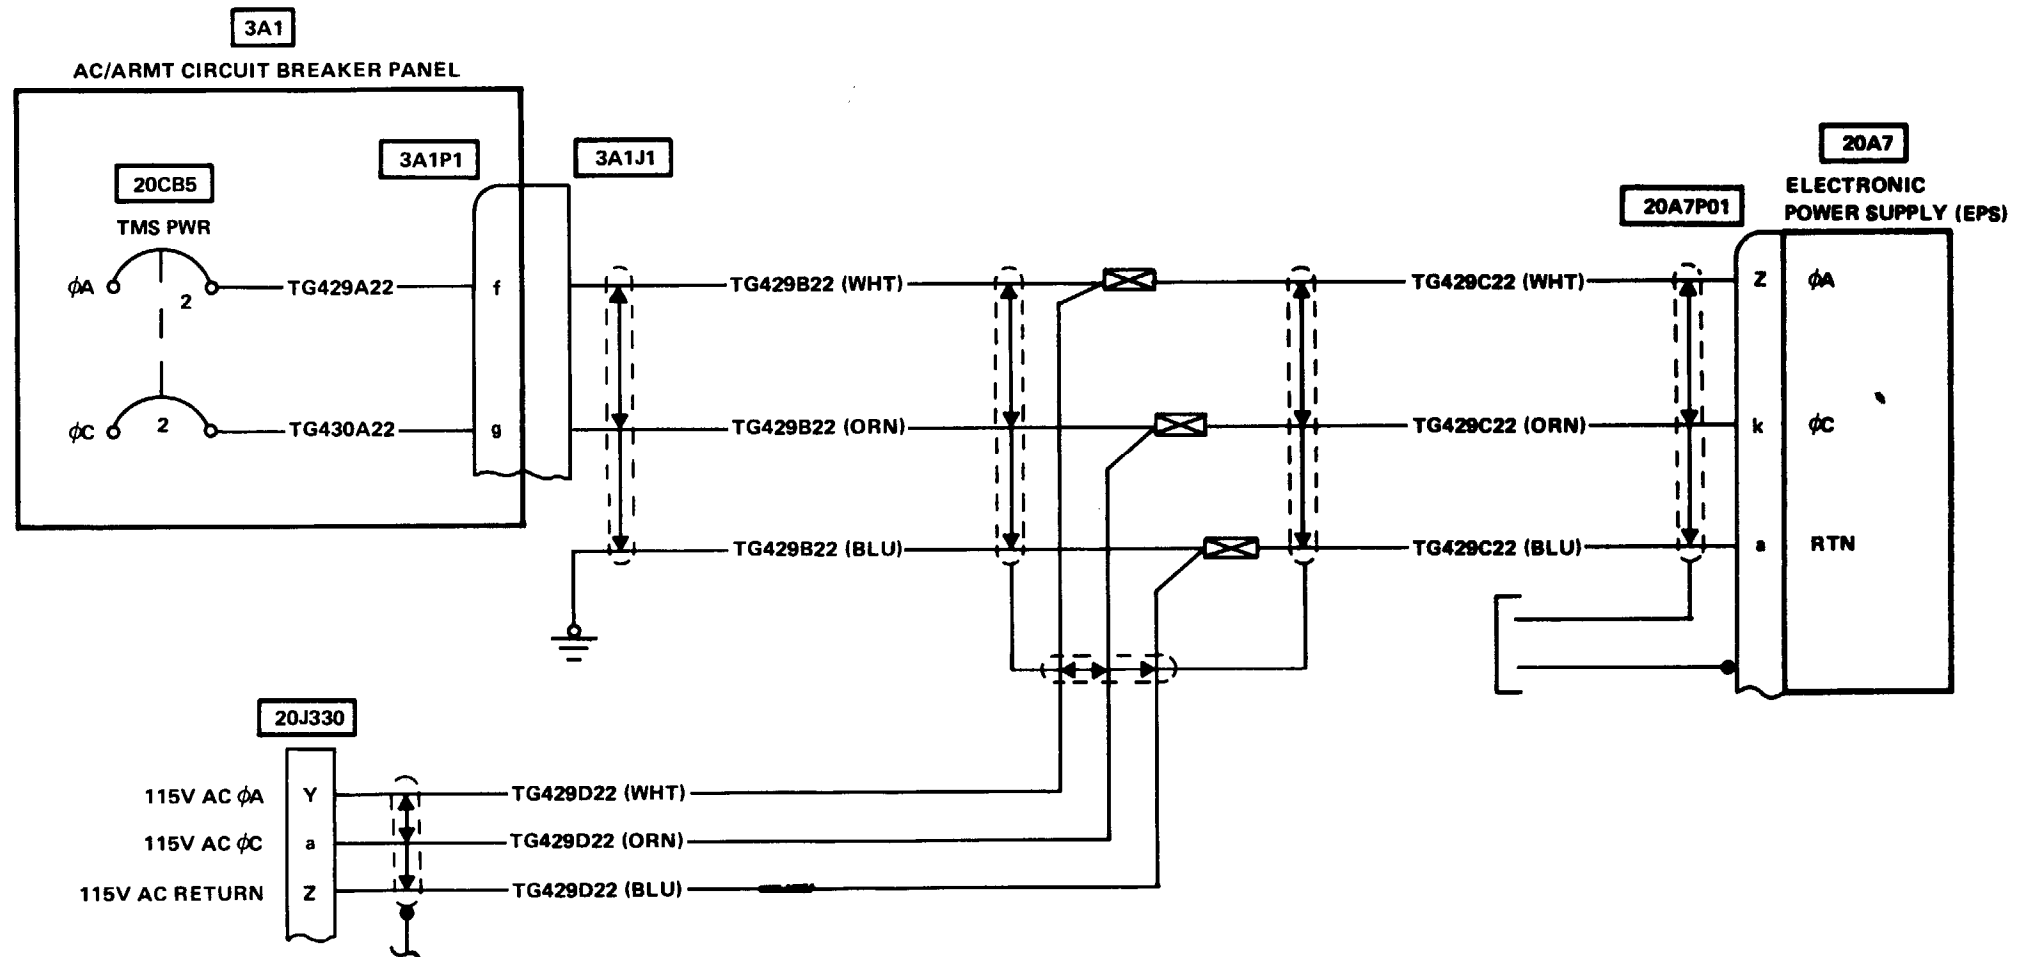 3A1
AC/ARMT CIRCUIT BREAKER PANEL
3A1P1
3A1J1
20CB5
TMS PWR
ϕA
2
TG429A22
f
TG429B22 (WHT)
TG429C22 (WHT)
20A7
ELECTRONIC
POWER SUPPLY (EPS)
20A7P01
Z
ϕA
ϕC
2
TG430A22
g
TG429B22 (ORN)
TG429C22 (ORN)
k
ϕC
TG429B22 (BLU)
TG429C22 (BLU)
a
RTN
20J330
115V AC ϕA
Y
TG429D22 (WHT)
115V AC ϕC
a
TG429D22 (ORN)
115V AC RETURN
Z
TG429D22 (BLU)